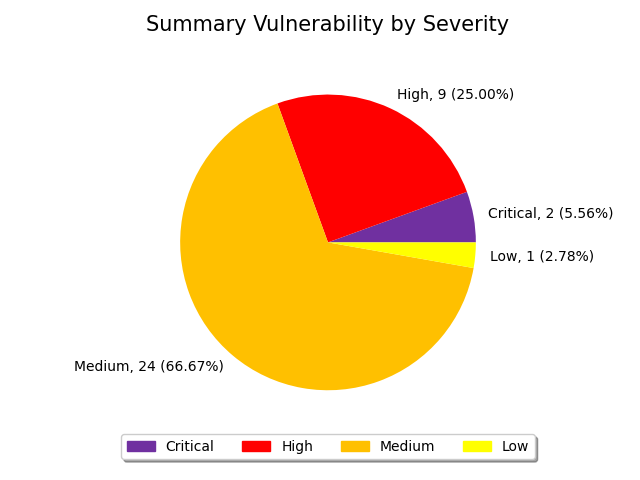 Summary Vulnerability by Severity
High, 9 (25.00%)
Critical, 2 (5.56%)
Low, 1 (2.78%)
Medium, 24 (66.67%)
Critical High Medium Low